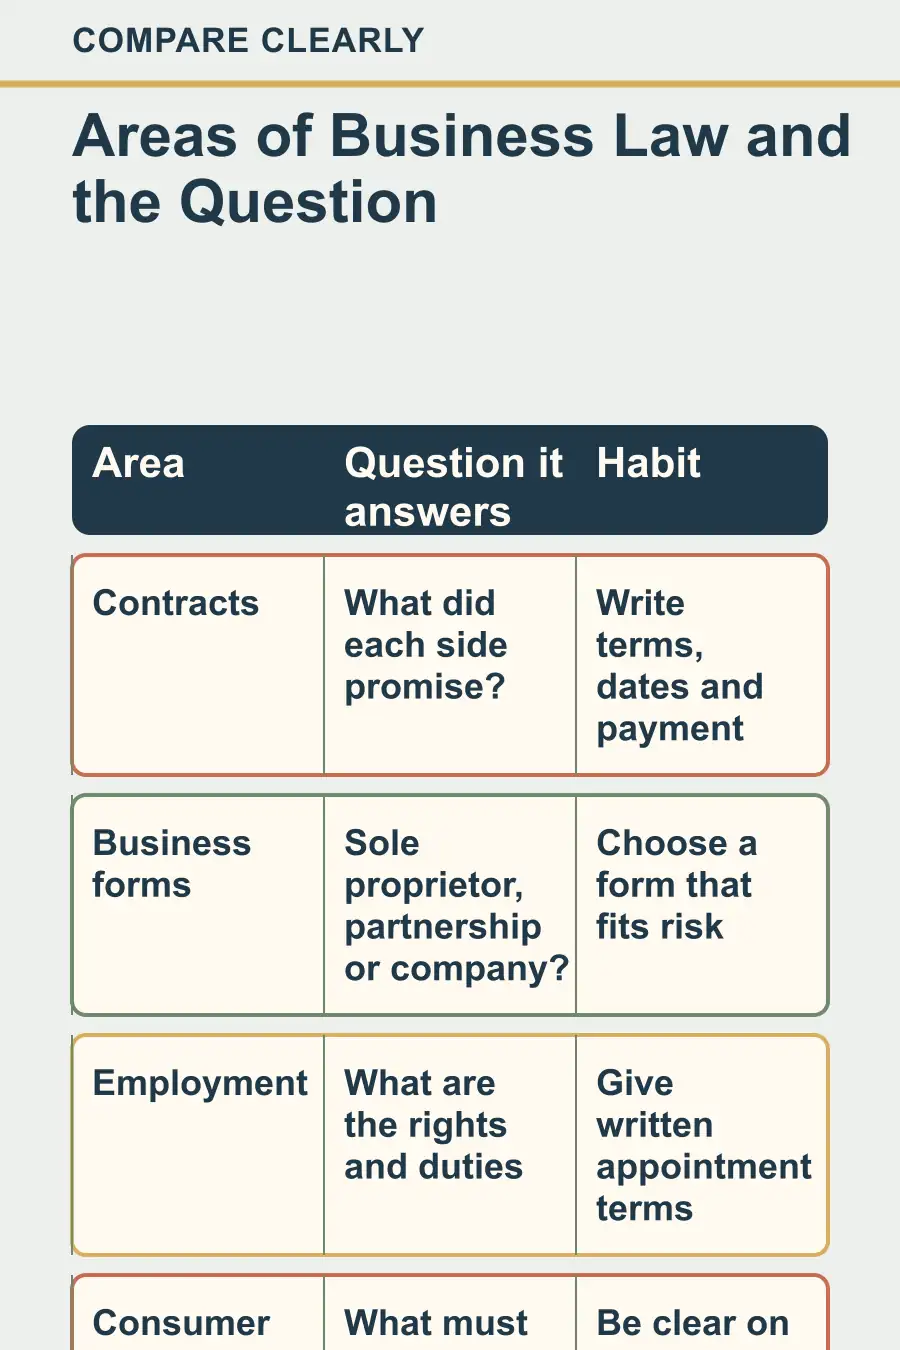 COMPARE CLEARLY
Areas of Business Law and
the Question
Area
Question it
answers
Habit
Contracts
What did
each side
promise?
Write
terms,
dates and
payment
Business
forms
Sole
proprietor,
partnership
or company?
Choose a
form that
fits risk
Employment
What are
the rights
and duties
Give
written
appointment
terms
Consumer
What must
Be clear on